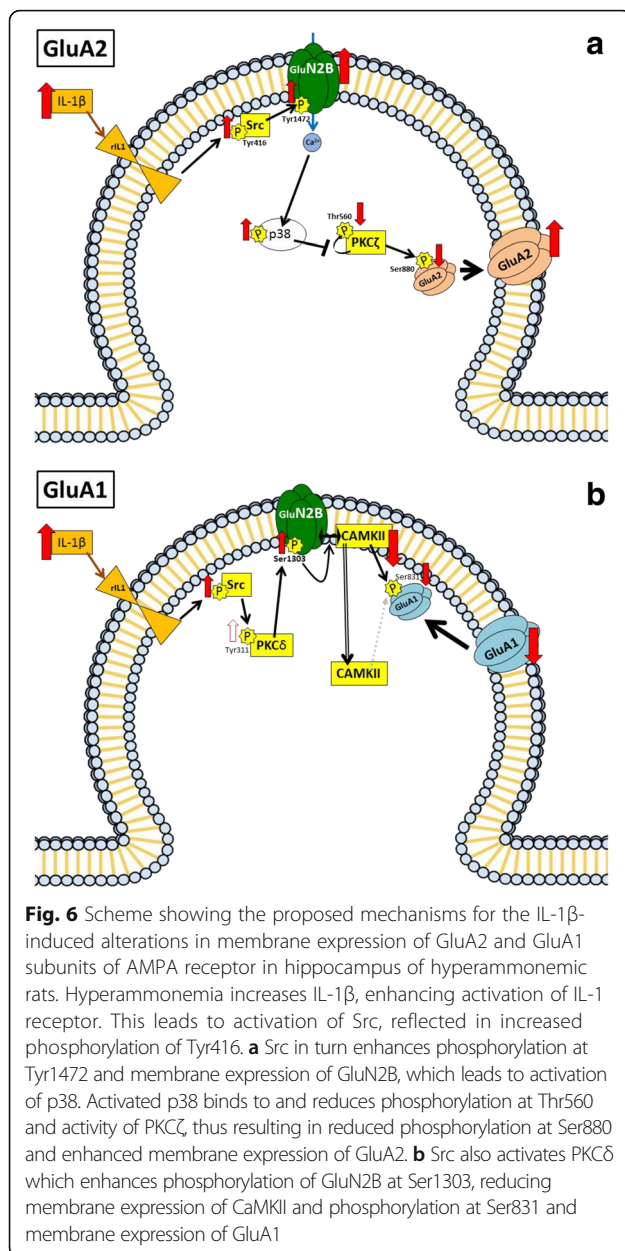 GluA2
a
IL-1β
rIL1
P
Src
Tyr416
GluN2B
P
Tyr1472
Ca²⁺
P
p38
Thr560
P
PKCζ
P
Ser880
GluA2
GluA2
GluA1
b
IL-1β
rIL1
P
Src
P
Tyr311
PKCδ
GluN2B
P
Ser1303
CAMKII
Ser831
P
GluA1
CAMKII
GluA1
Fig. 6 Scheme showing the proposed mechanisms for the IL-1β-
induced alterations in membrane expression of GluA2 and GluA1
subunits of AMPA receptor in hippocampus of hyperammonemic
rats. Hyperammonemia increases IL-1β, enhancing activation of IL-1
receptor. This leads to activation of Src, reflected in increased
phosphorylation of Tyr416. a Src in turn enhances phosphorylation at
Tyr1472 and membrane expression of GluN2B, which leads to activation
of p38. Activated p38 binds to and reduces phosphorylation at Thr560
and activity of PKCζ, thus resulting in reduced phosphorylation at Ser880
and enhanced membrane expression of GluA2. b Src also activates PKCδ
which enhances phosphorylation of GluN2B at Ser1303, reducing
membrane expression of CaMKII and phosphorylation at Ser831 and
membrane expression of GluA1